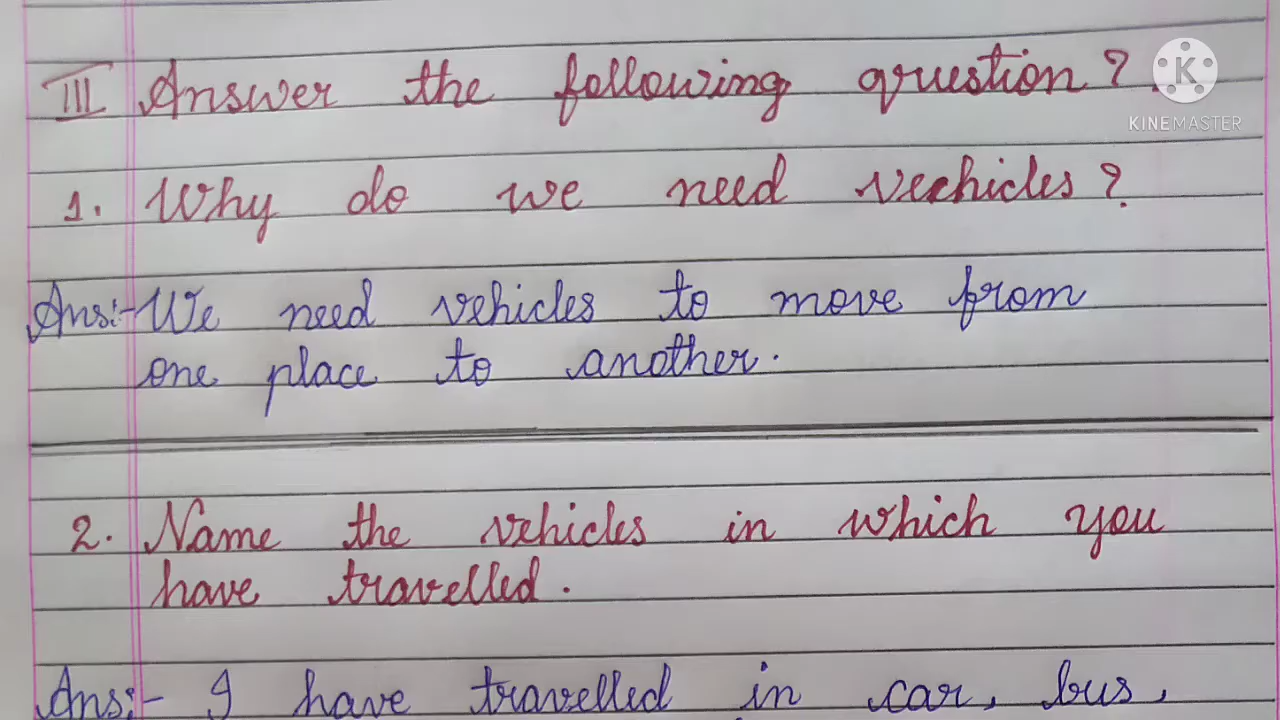 III Answer the following question?
K
KINEMASTER
1. Why do we need vechicles?
Ans:- We need vehicles to move from
one place to another.
2. Name the vehicles in which you
have travelled.
Ans:- I have travelled in car, bus,